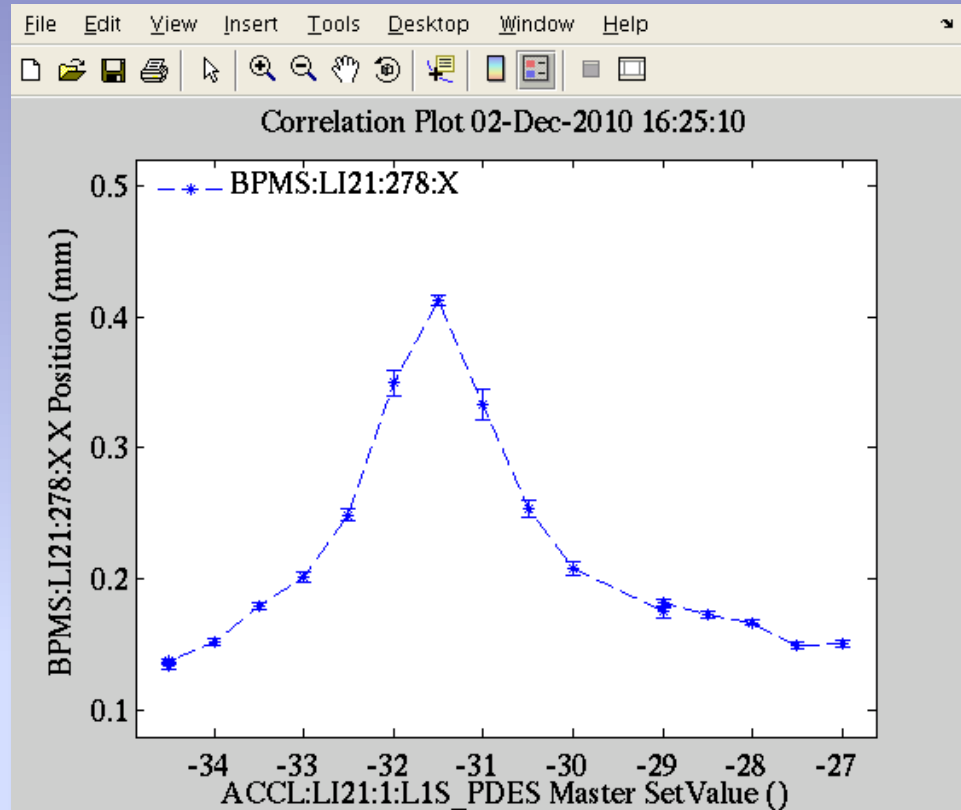 File Edit View Insert Tools Desktop Window Help
Correlation Plot 02-Dec-2010 16:25:10
BPMS:LI21:278:X
BPMS:LI21:278:X X Position (mm)
0.5
0.4
0.3
0.2
0.1
-34 -33 -32 -31 -30 -29 -28 -27
ACCL:LI21:1:L1S_PDES Master SetValue ()